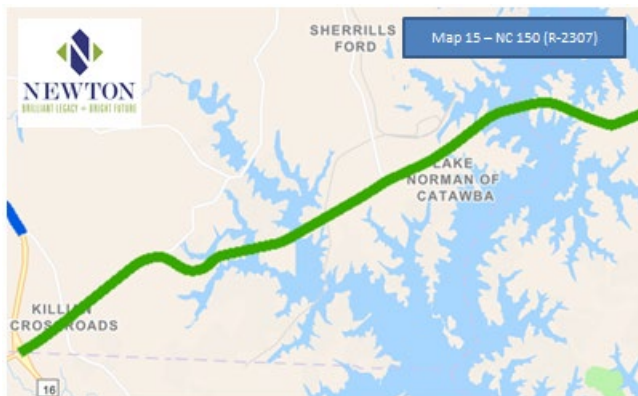 NEWTON
BRILLIANT LEGACY ~ BRIGHT FUTURE
SHERRILLS
FORD
Map 15 – NC 150 (R-2307)
LAKE
NORMAN OF
CATAWBA
KILLIAN
CROSSROADS
16